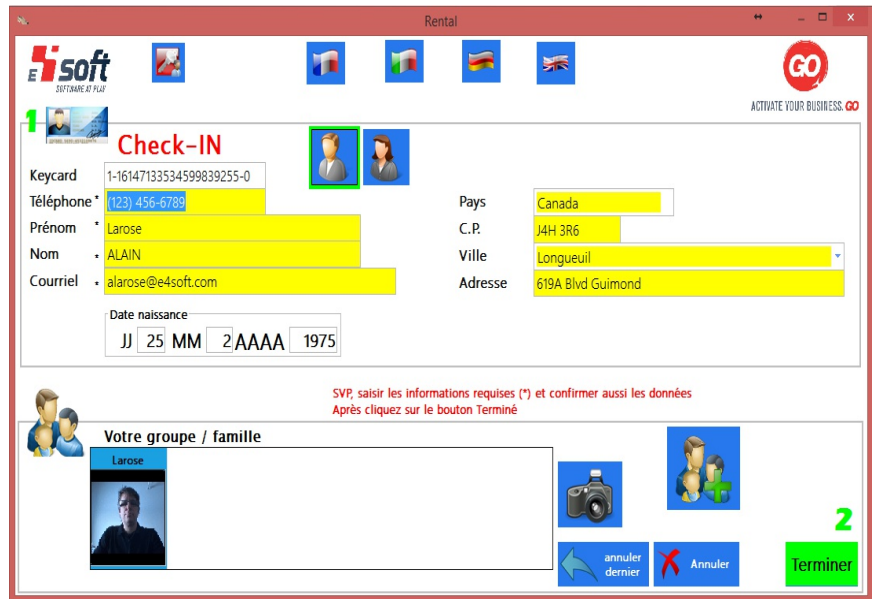 Rental
E4 soft
SOFTWARE AT PLAY
GO
ACTIVATE YOUR BUSINESS. GO
1
Check-IN
Keycard 1-16147133534599839255-0
Téléphone * (123) 456-6789
Prénom * Larose
Nom * ALAIN
Courriel * alarose@e4soft.com
Pays Canada
C.P. J4H 3R6
Ville Longueuil
Adresse 619A Blvd Guimond
Date naissance
JJ 25 MM 2 AAAA 1975
SVP, saisir les informations requises (*) et confirmer aussi les données
Après cliquez sur le bouton Terminé
Votre groupe / famille
Larose
2
annuler
dernier
Annuler
Terminer